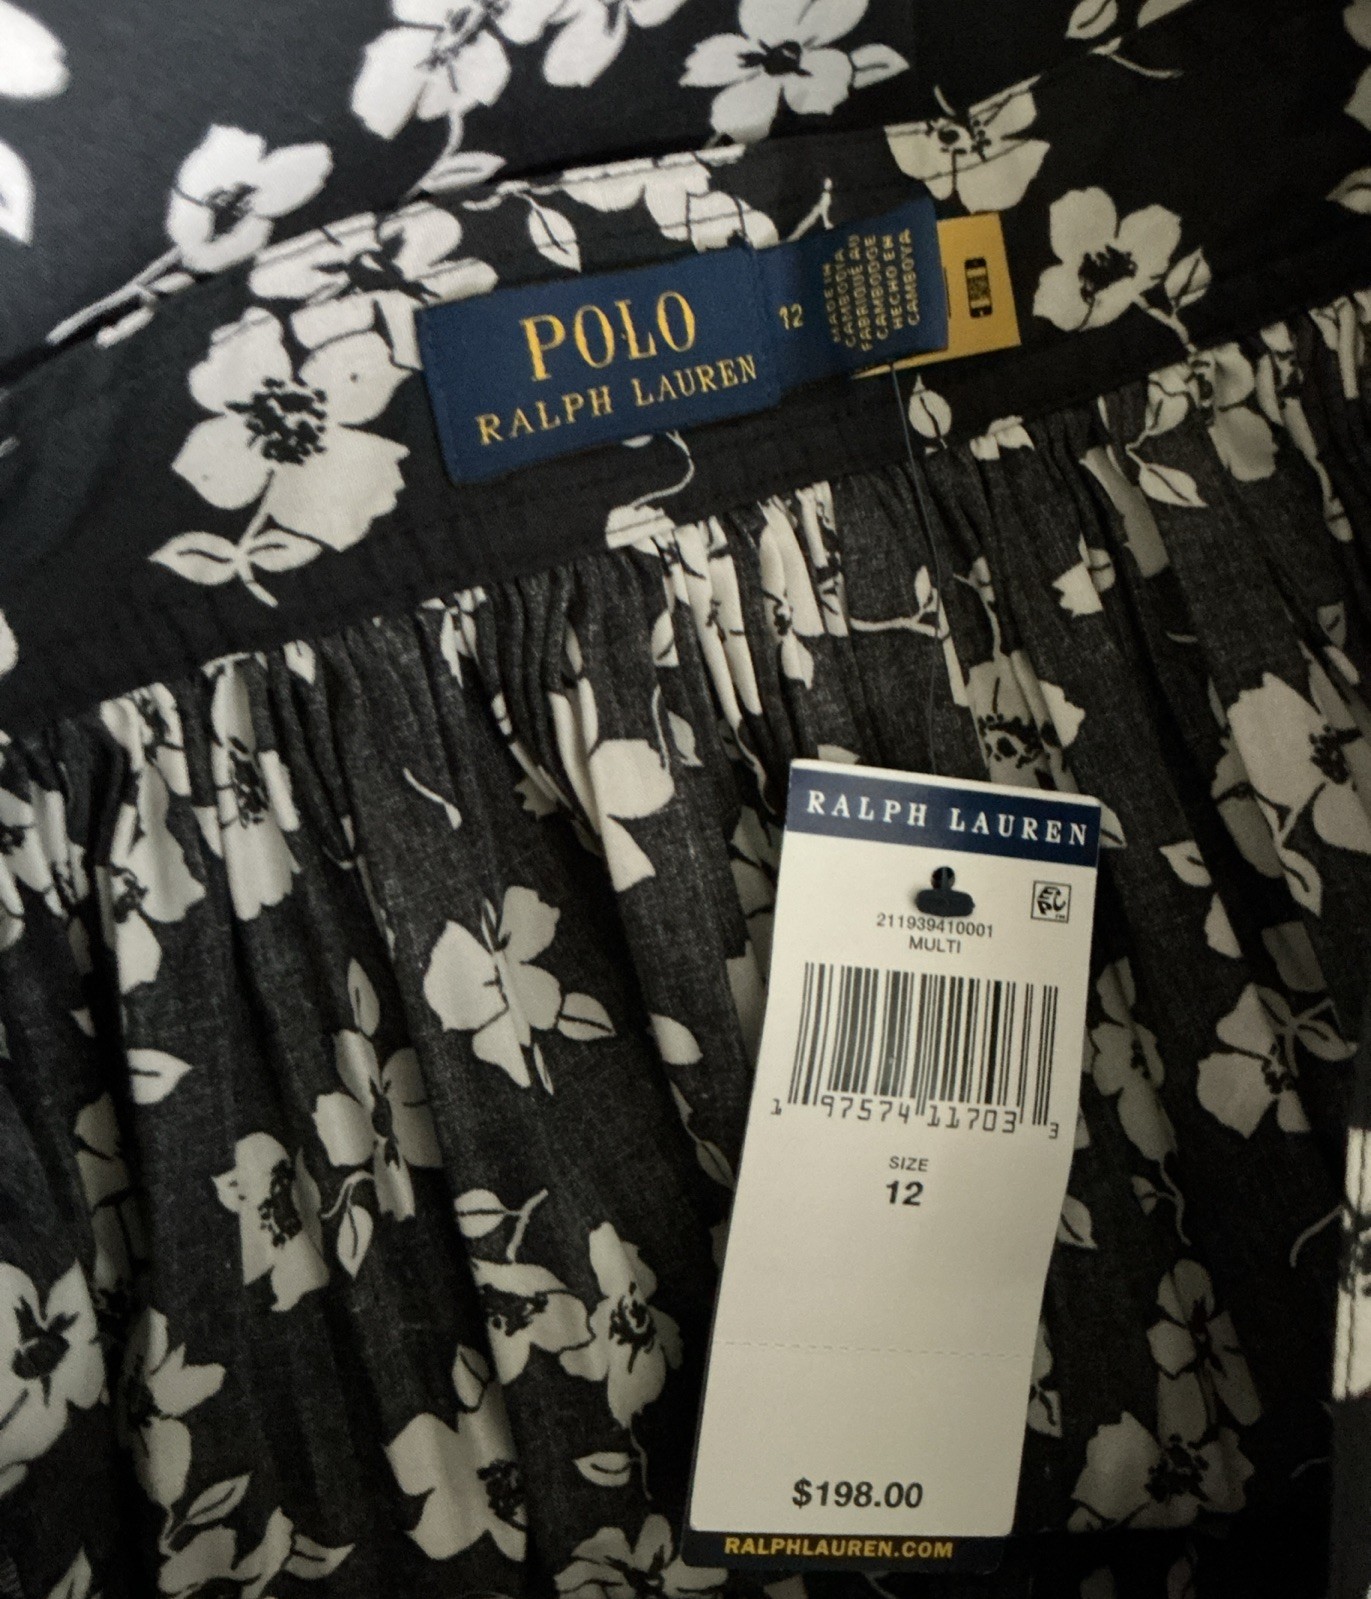 POLO
RALPH LAUREN
12
MADE IN
CAMBODIA
FABRIQUÉ AU
CAMBODGE
HECHO EN
CAMBOYA
RALPH LAUREN
EPC
211939410001
MULTI
1 97574 11703 3
SIZE
12
$198.00
RALPHLAUREN.COM